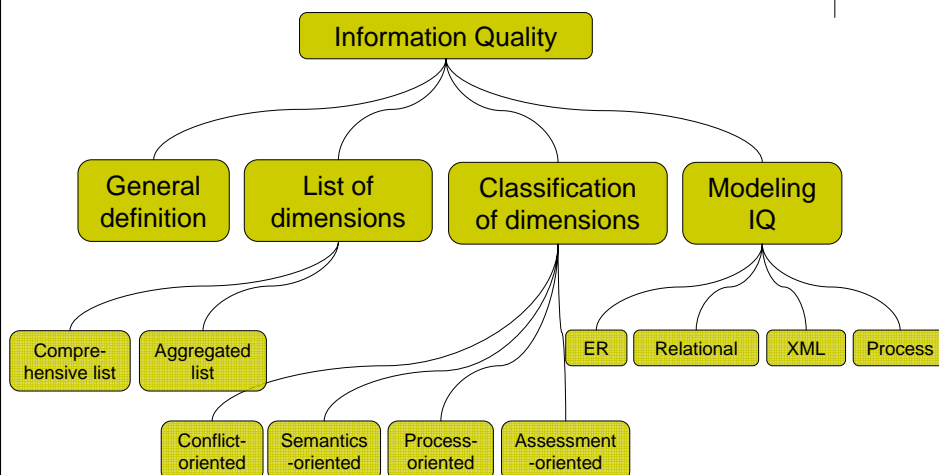 Information Quality
General
definition
List of
dimensions
Classification
of dimensions
Modeling
IQ
Compre-
hensive list
Aggregated
list
ER
Relational
XML
Process
Conflict-
oriented
Semantics
-oriented
Process-
oriented
Assessment
-oriented